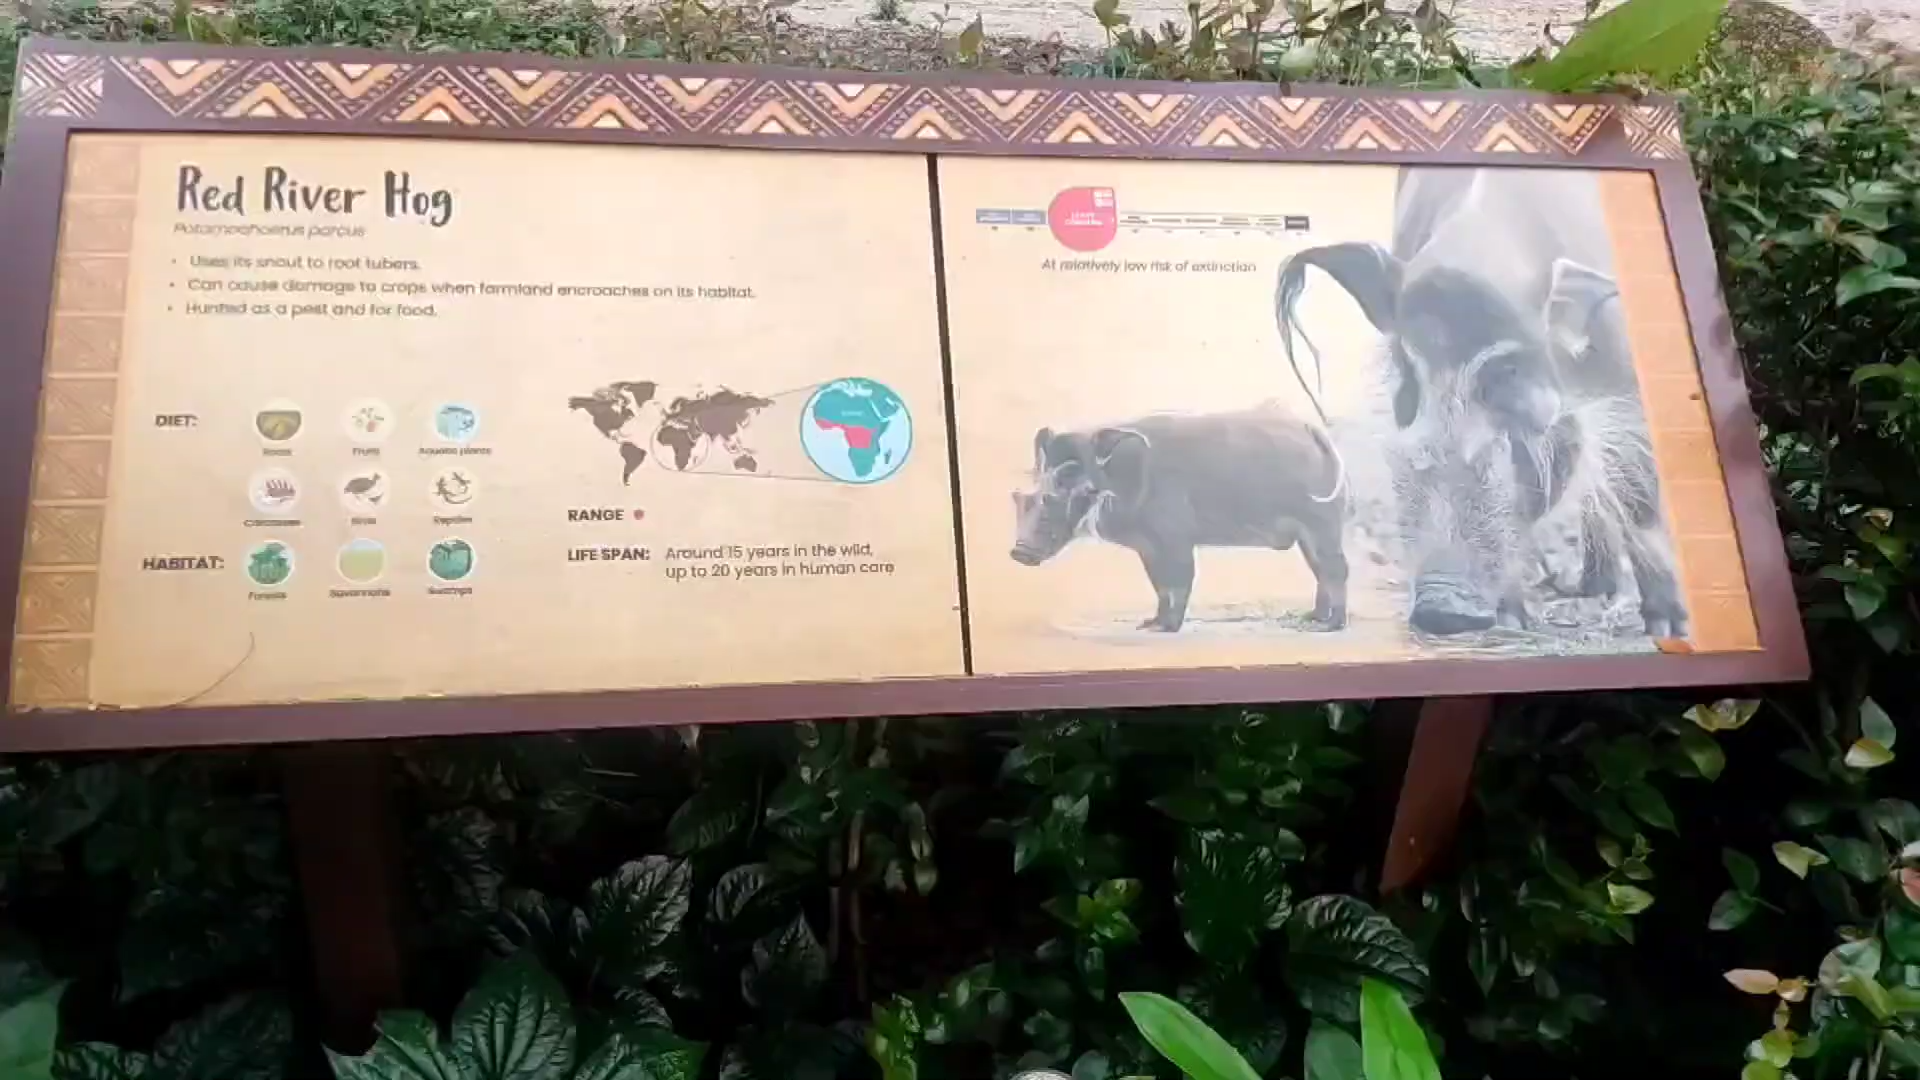 Red River Hog
Potamochoerus porcus
• Uses its snout to root tubers.
• Can cause damage to crops when farmland encroaches on its habitat.
• Hunted as a pest and for food.
DIET:
Roots Fruits Aquatic plants
Carcasses Birds Reptiles
HABITAT:
Forests Savannahs Swamps
RANGE
LIFE SPAN: Around 15 years in the wild,
up to 20 years in human care
LEAST
CONCERN
At relatively low risk of extinction